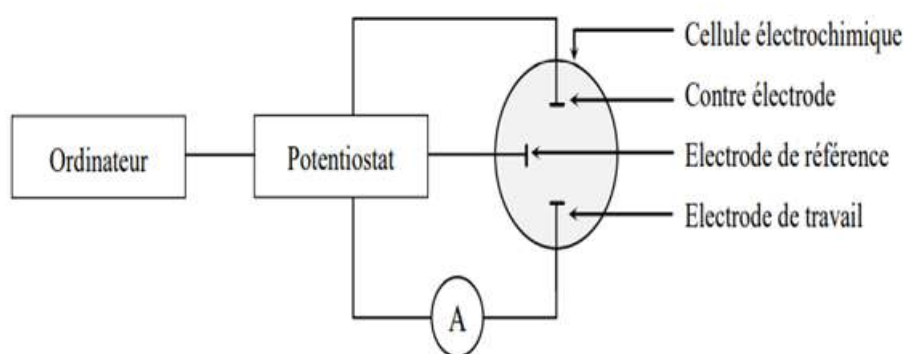 Cellule électrochimique
Contre électrode
Ordinateur
Potentiostat
Electrode de référence
Electrode de travail
A